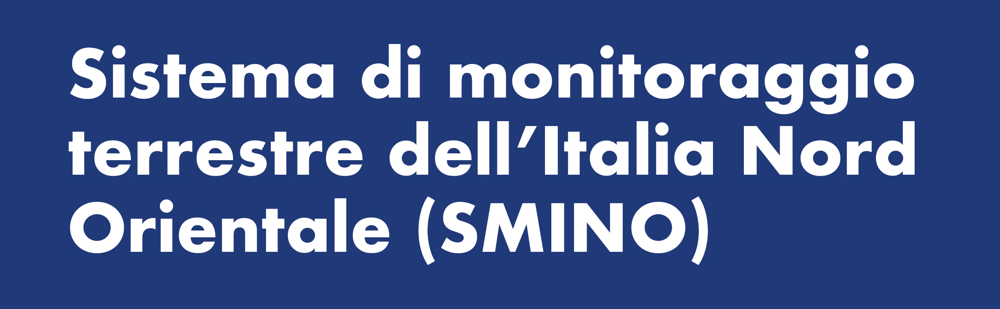 Sistema di monitoraggio
terrestre dell’Italia Nord
Orientale (SMINO)